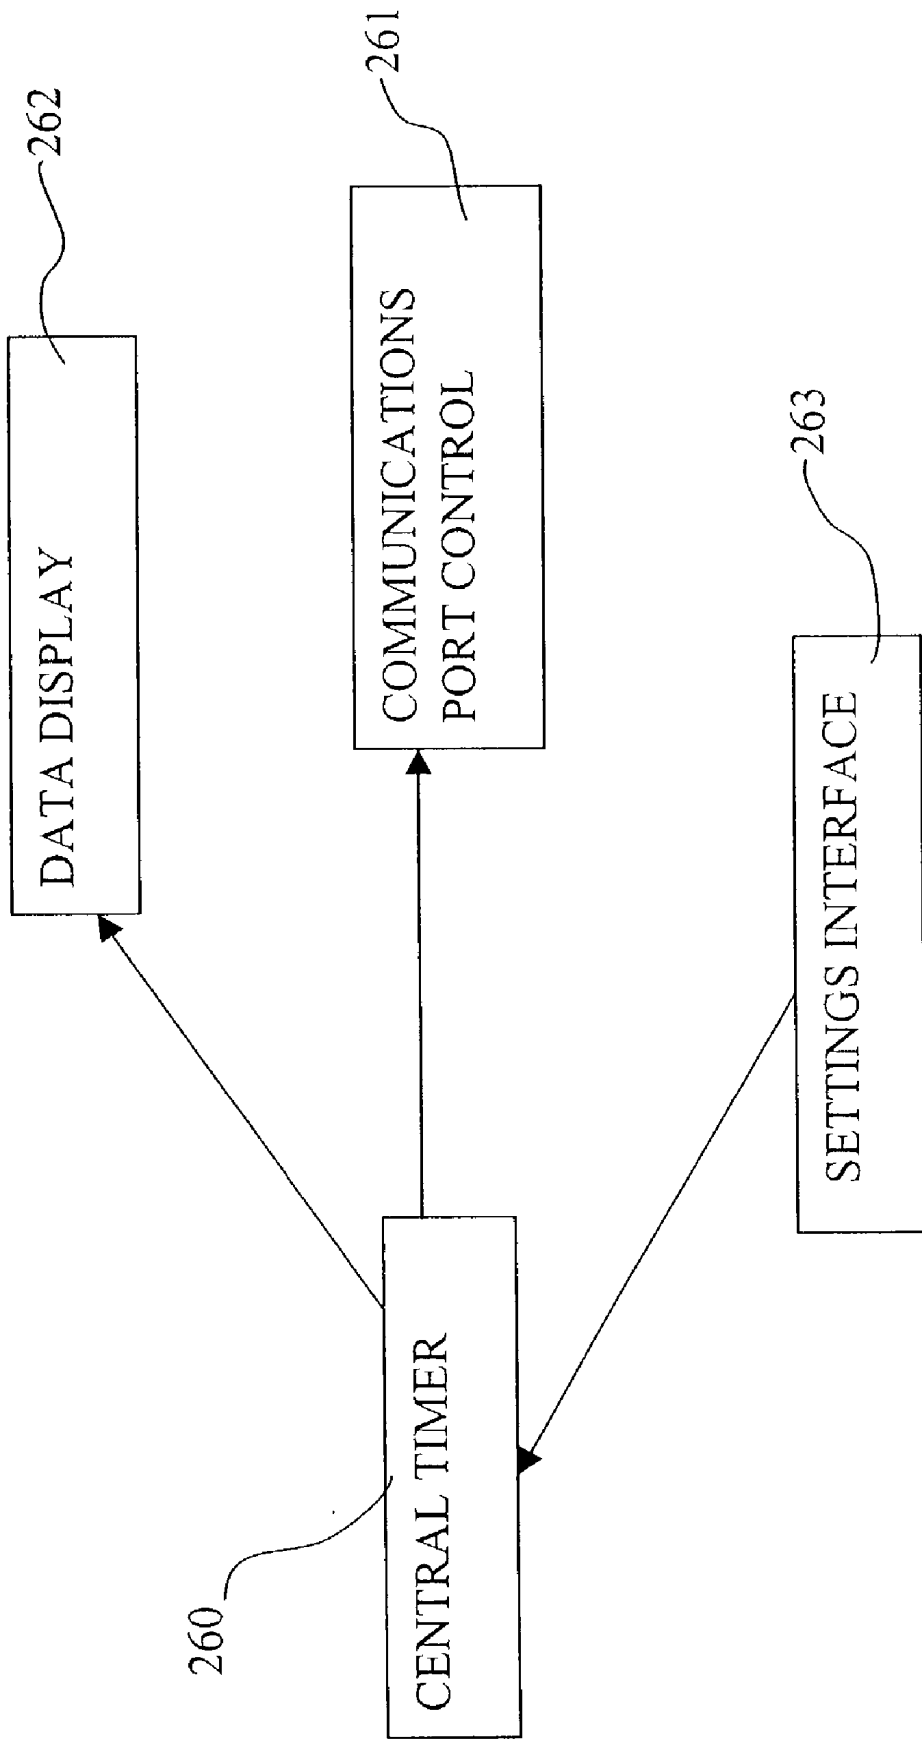 262
DATA DISPLAY
261
COMMUNICATIONS
PORT CONTROL
260
CENTRAL TIMER
263
SETTINGS INTERFACE